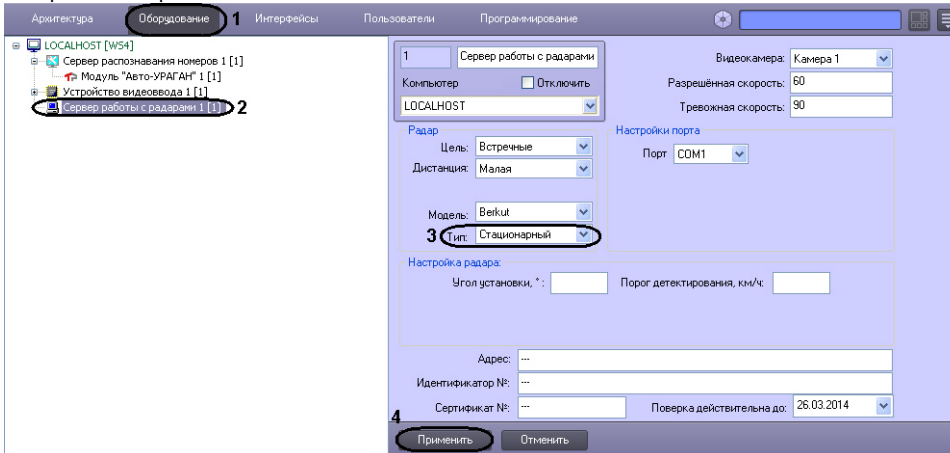 Архитектура Оборудование 1 Интерфейсы Пользователи Программирование
LOCALHOST [WS4]
Сервер распознавания номеров 1 [1]
Модуль "Авто-УРАГАН" 1 [1]
Устройство видеоввода 1 [1]
Сервер работы с радарами 1 [1] 2
1 Сервер работы с радарами
Компьютер Отключить
LOCALHOST
Видеокамера: Камера 1
Разрешённая скорость: 60
Тревожная скорость: 90
Радар
Цель: Встречные
Дистанция: Малая
Модель: Berkut
3 Тип: Стационарный
Настройки порта
Порт COM1
Настройка радара:
Угол установки, ° : Порог детектирования, км/ч:
Адрес: ---
Идентификатор №: ---
Сертификат №: --- Поверка действительна до: 26.03.2014
4
Применить Отменить